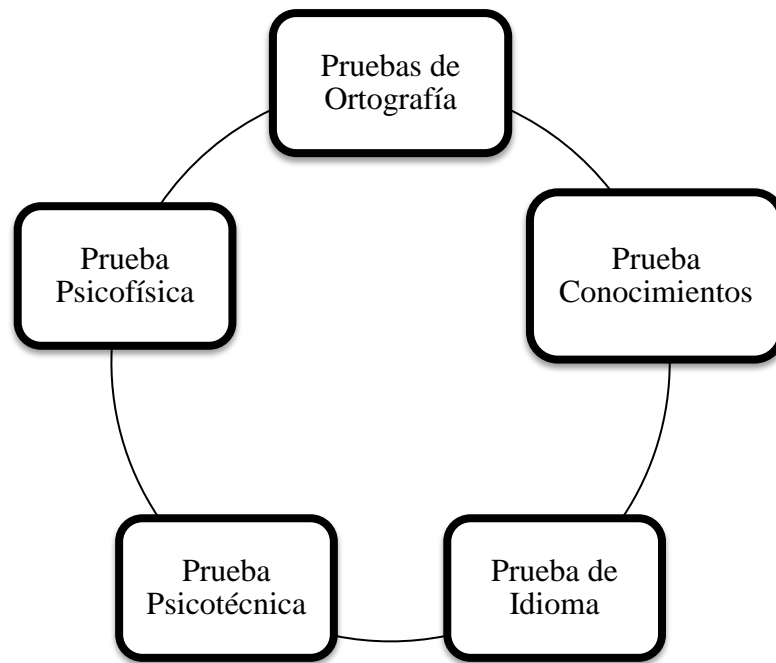 Pruebas de
Ortografía
Prueba
Conocimientos
Prueba de
Idioma
Prueba
Psicotécnica
Prueba
Psicofísica